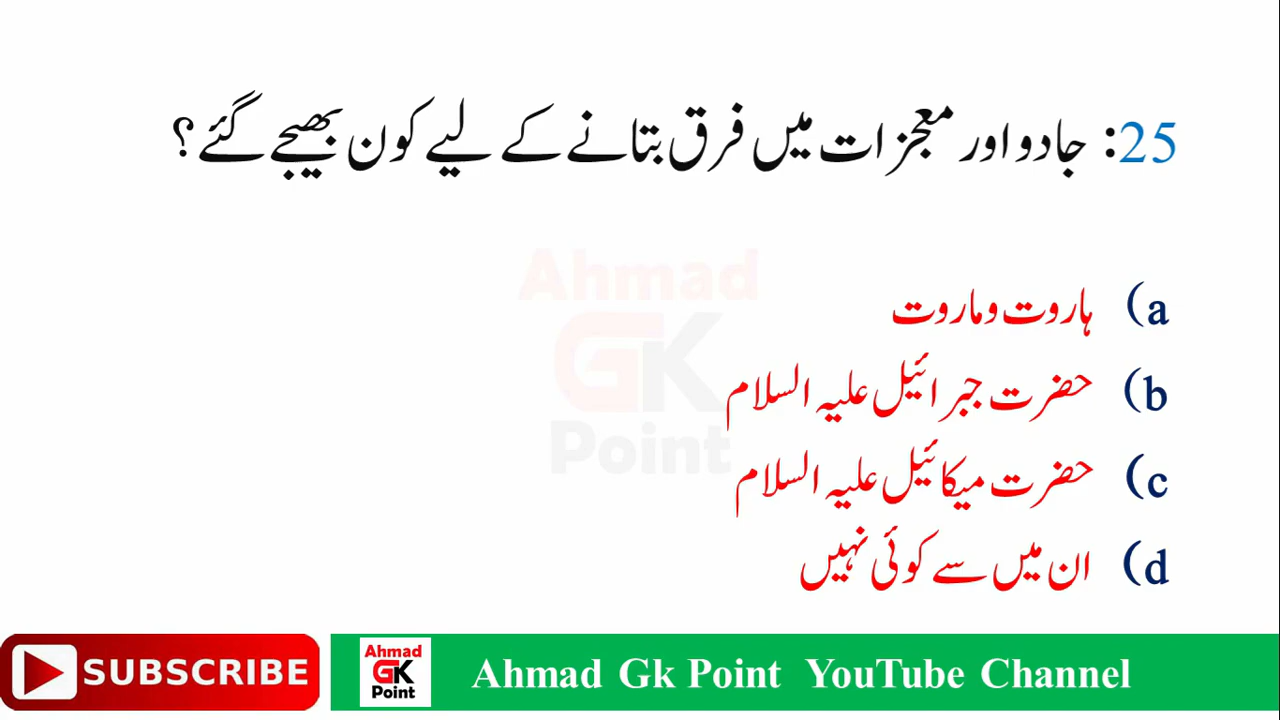 25: جادو اور معجزات میں فرق بتانے کے لیے کون بھیجے گئے ؟
Ahmad
GK
Point
a) ہاروت و ماروت
b) حضرت جبرائیل علیہ السلام
c) حضرت میکائیل علیہ السلام
d) ان میں سے کوئی نہیں
SUBSCRIBE
Ahmad
GK
Point
Ahmad Gk Point YouTube Channel